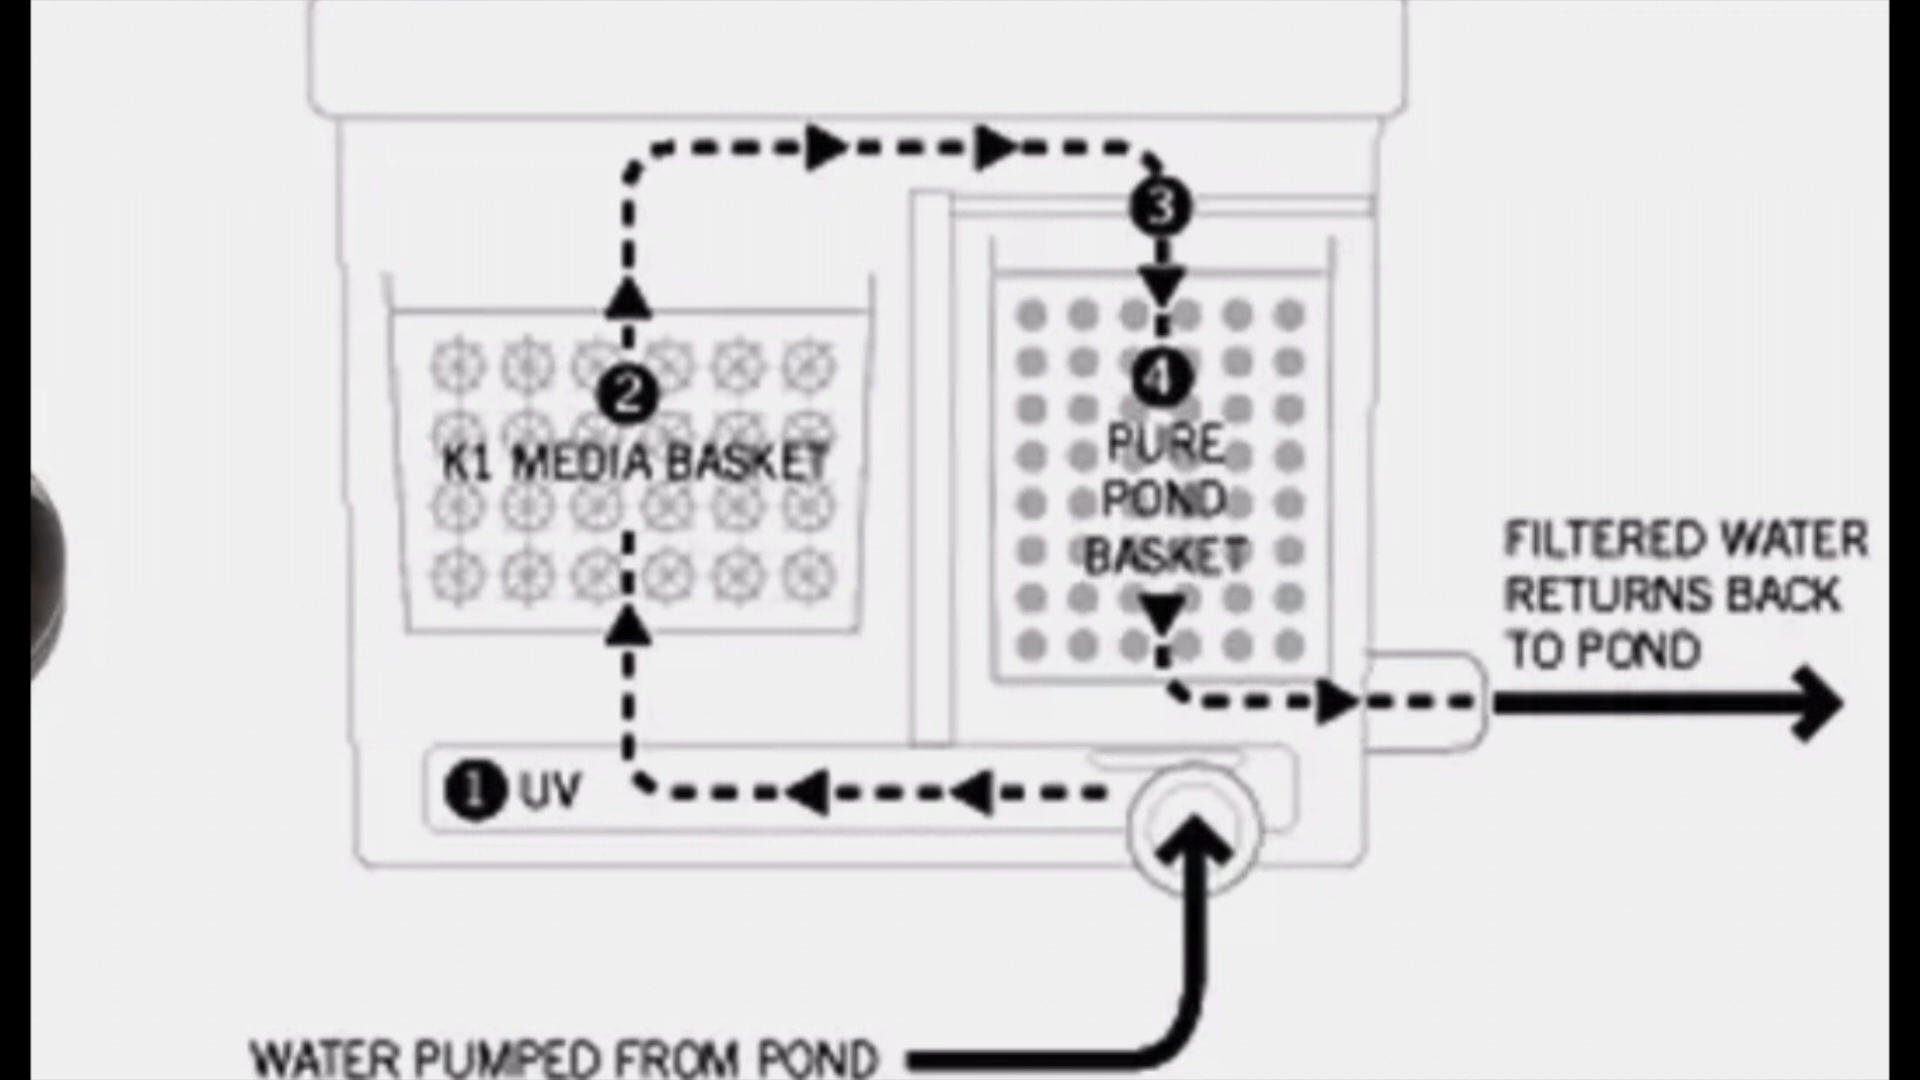 3
2
4
K1 MEDIA BASKET
PURE
POND
BASKET
FILTERED WATER
RETURNS BACK
TO POND
1 UV
WATER PUMPED FROM POND